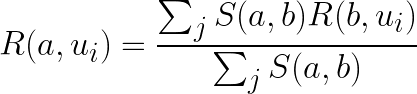 R(a, u_i) = \frac{\sum_j S(a, b) R(b, u_i)}{\sum_j S(a, b)}